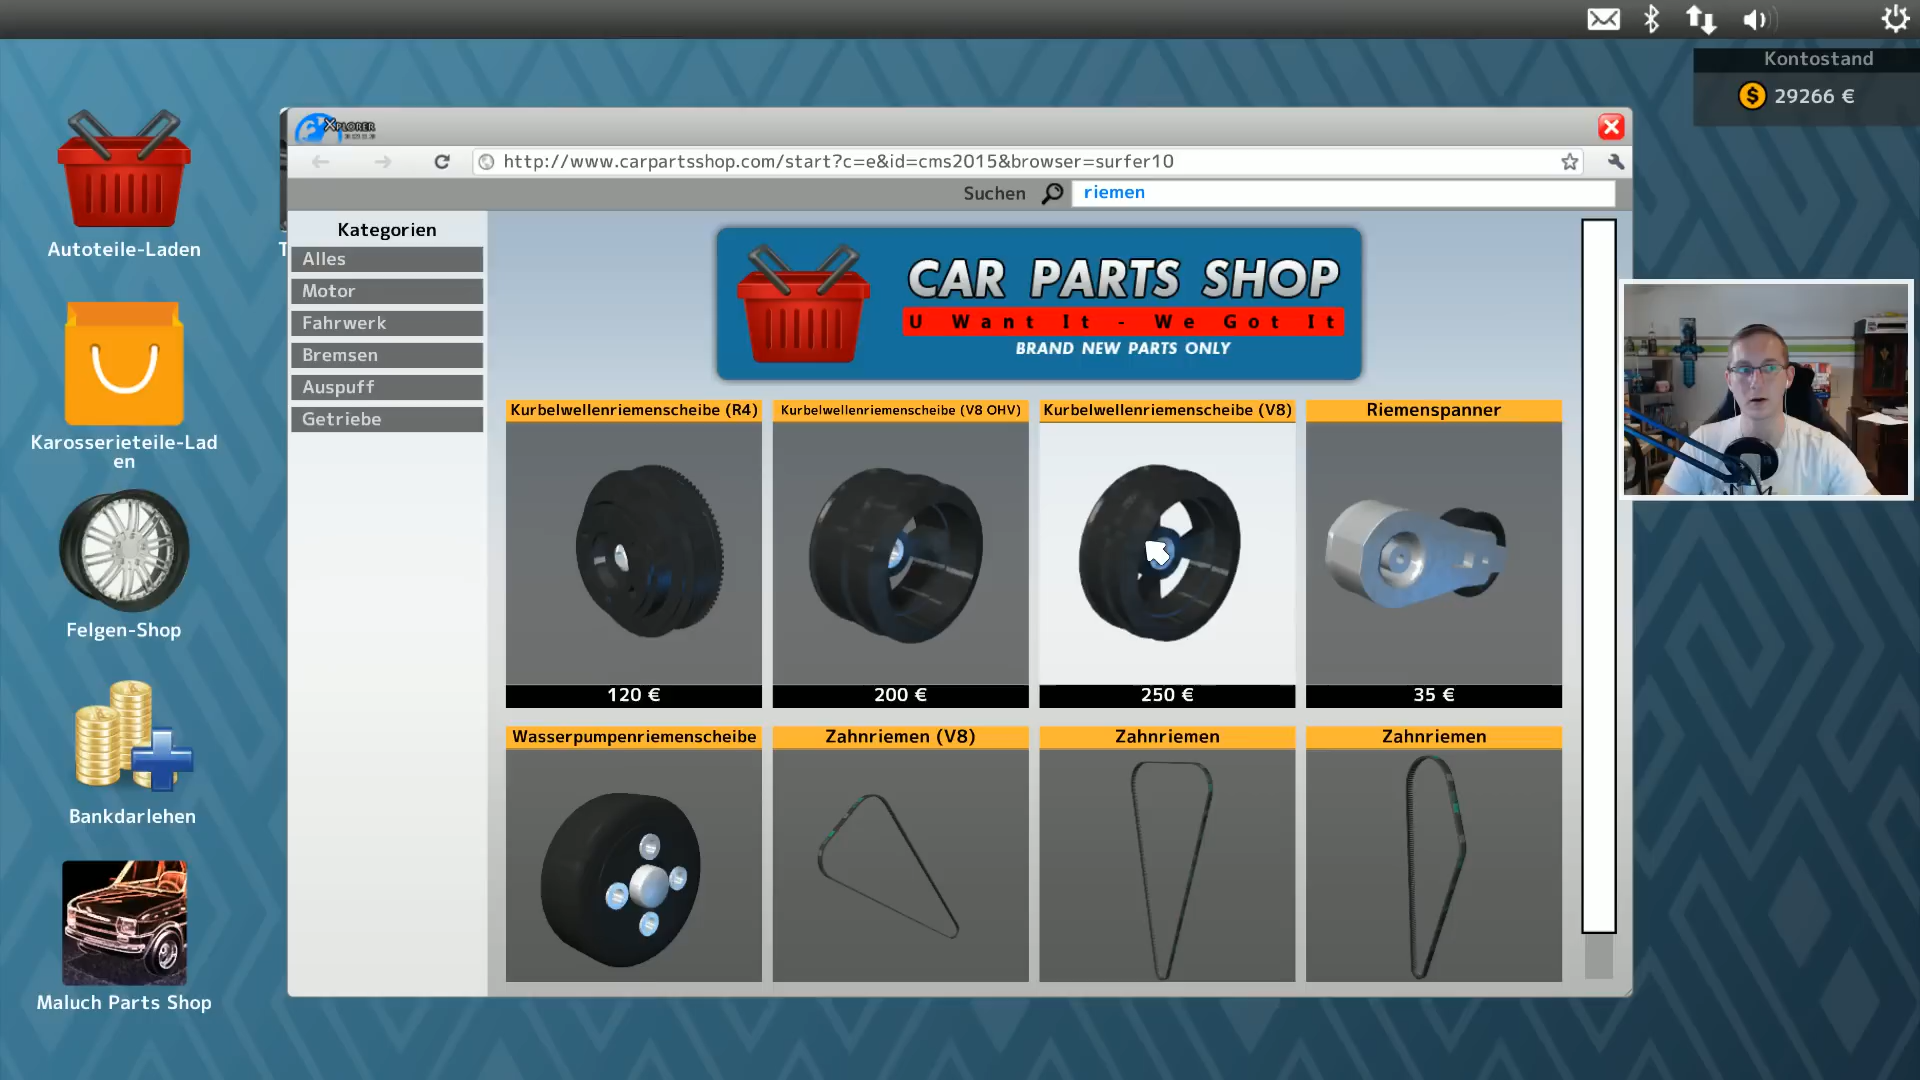 Kontostand
29266 €
XPLORER
http://www.carpartsshop.com/start?c=e&id=cms2015&browser=surfer10
Suchen
riemen
Kategorien
Alles
Motor
Fahrwerk
Bremsen
Auspuff
Getriebe
Autoteile-Laden
T
Karosserieteile-Lad
en
Felgen-Shop
Bankdarlehen
Maluch Parts Shop
CAR PARTS SHOP
U Want It - We Got It
BRAND NEW PARTS ONLY
Kurbelwellenriemenscheibe (R4)
Kurbelwellenriemenscheibe (V8 OHV)
Kurbelwellenriemenscheibe (V8)
Riemenspanner
120 €
200 €
250 €
35 €
Wasserpumpenriemenscheibe
Zahnriemen (V8)
Zahnriemen
Zahnriemen